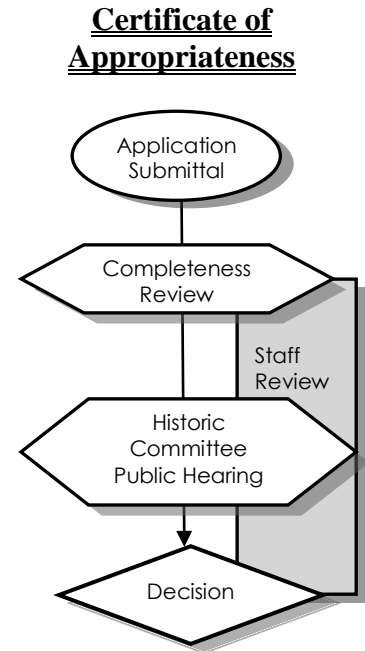 Certificate of
Appropriateness
Application
Submittal
Completeness
Review
Staff
Review
Historic
Committee
Public Hearing
Decision